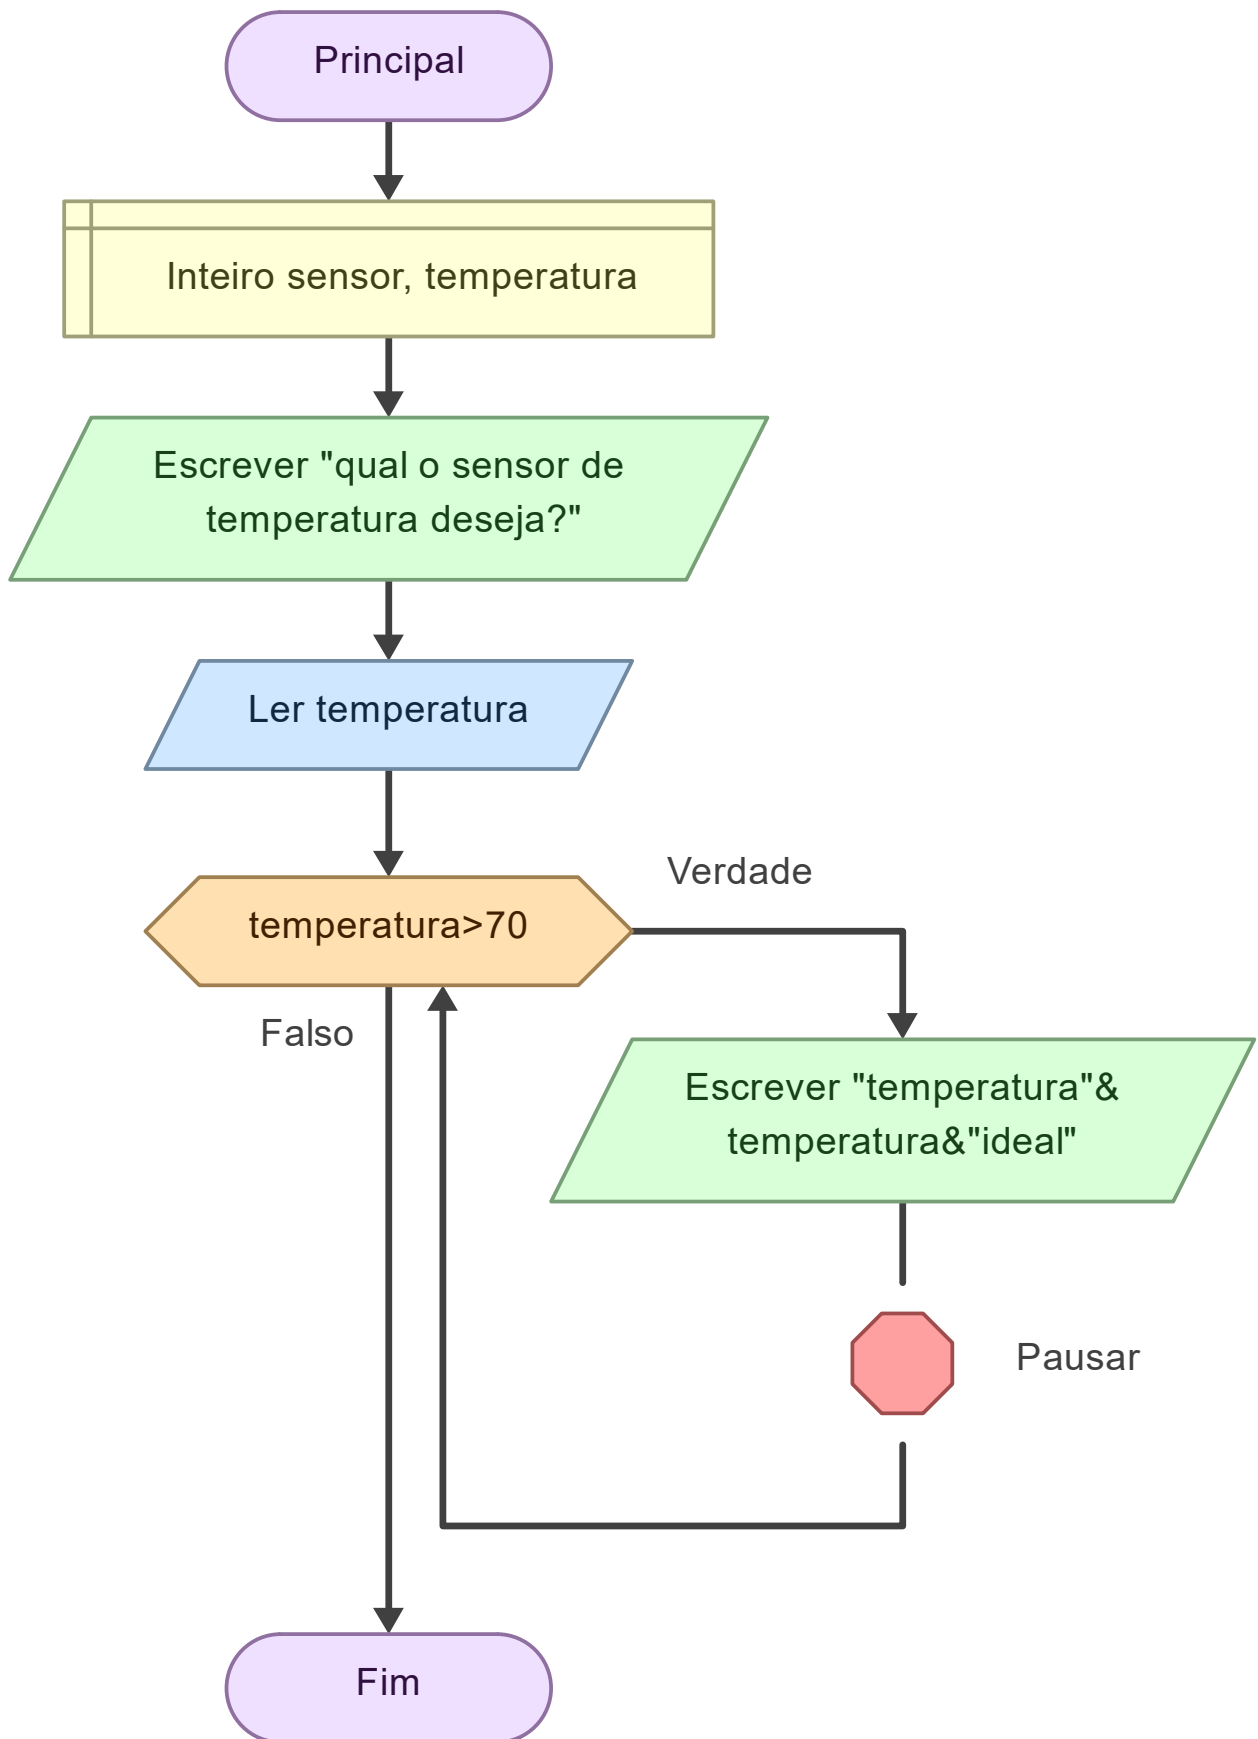 Principal
Inteiro sensor, temperatura
Escrever "qual o sensor de
temperatura deseja?"
Ler temperatura
temperatura>70
Verdade
Falso
Escrever "temperatura"&
temperatura&"ideal"
Pausar
Fim